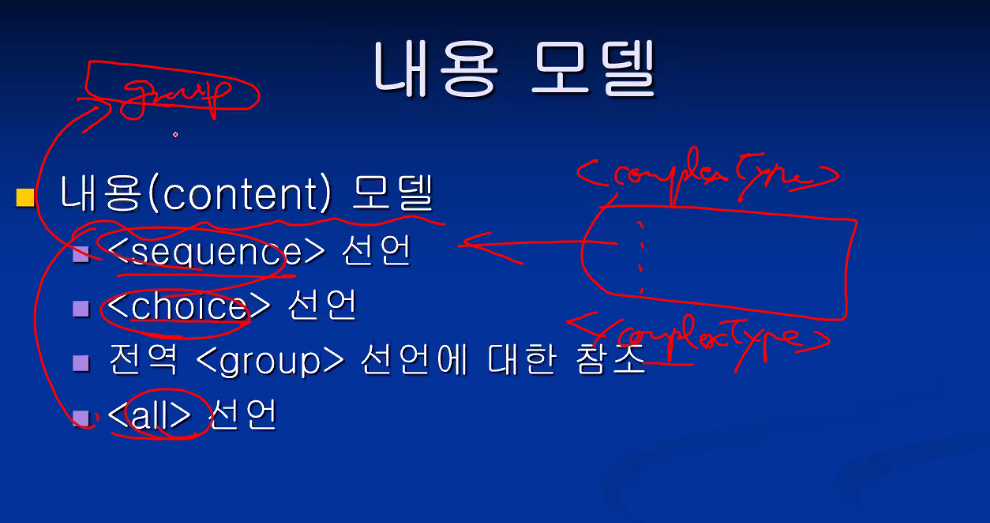 내용 모델
group
<complexType>
내용(content) 모델
<sequence> 선언
<choice> 선언
</complexType>
전역 <group> 선언에 대한 참조
<all> 선언